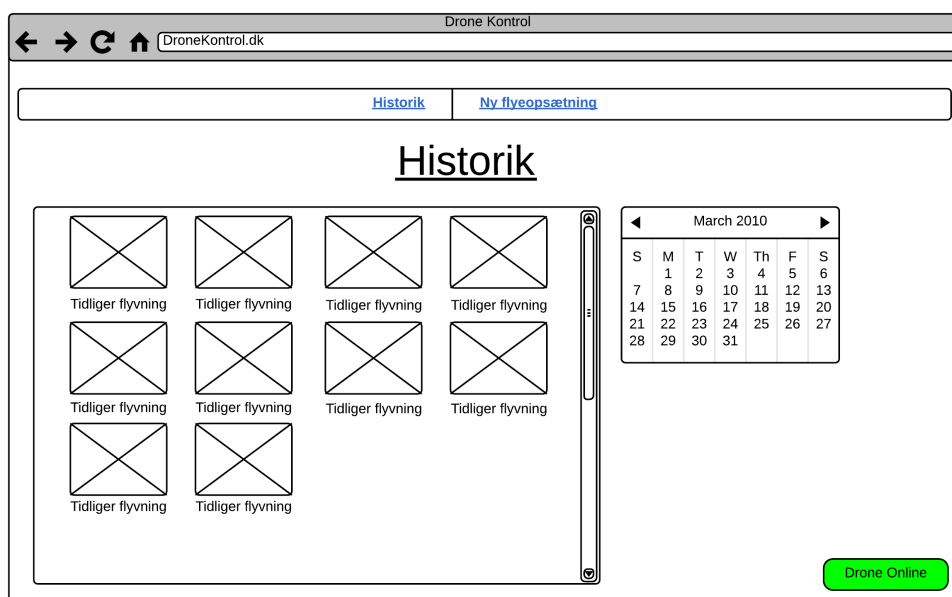 Drone Kontrol
DroneKontrol.dk
Historik Ny flyeopsætning
Historik
Tidliger flyvning Tidliger flyvning Tidliger flyvning Tidliger flyvning
Tidliger flyvning Tidliger flyvning Tidliger flyvning Tidliger flyvning
Tidliger flyvning Tidliger flyvning
March 2010
S M T W Th F S
1 2 3 4 5 6
7 8 9 10 11 12 13
14 15 16 17 18 19 20
21 22 23 24 25 26 27
28 29 30 31
Drone Online